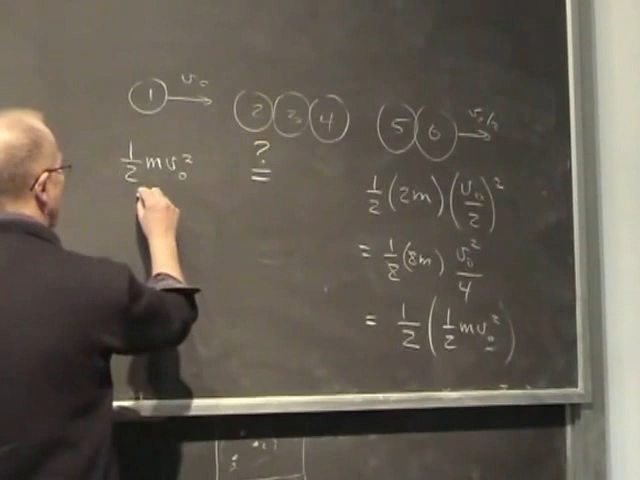 v₀
1 2 3 4 5 6 v₀/2
½ m v₀² ?
½ (2m) (v₀/2)²
= ½ (2m) v₀²/4
= ½ (½ m v₀²)